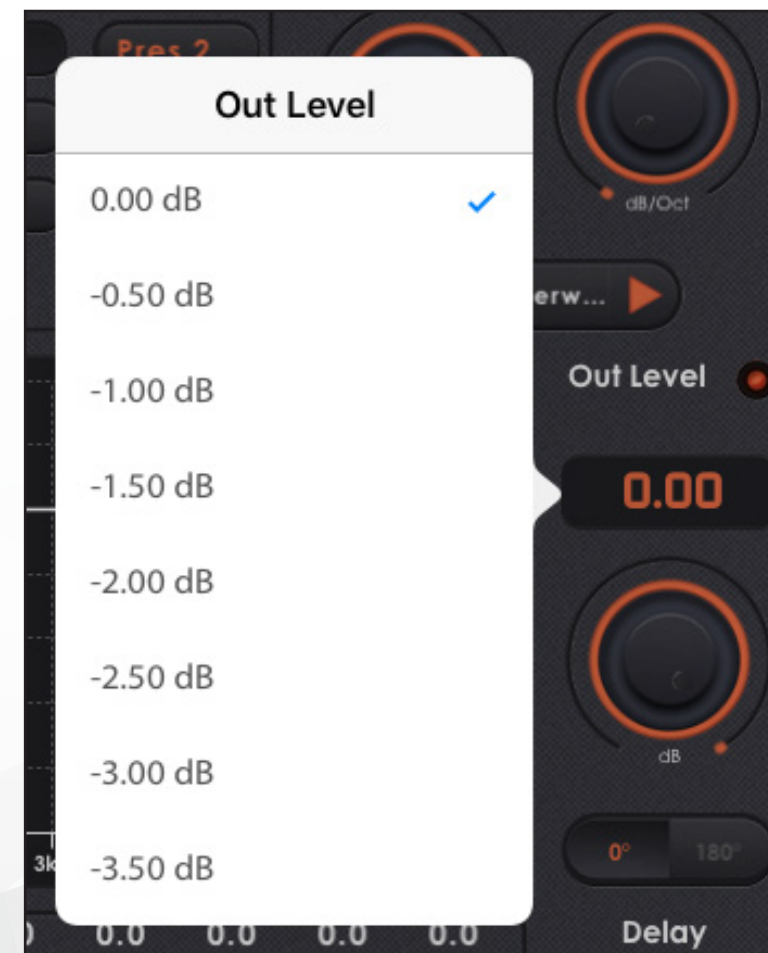 Pres 2
Out Level
0.00 dB
-0.50 dB
-1.00 dB
-1.50 dB
-2.00 dB
-2.50 dB
-3.00 dB
-3.50 dB
dB/Oct
erw...
Out Level
0.00
dB
0° 180°
3k
0.0 0.0 0.0 0.0
Delay